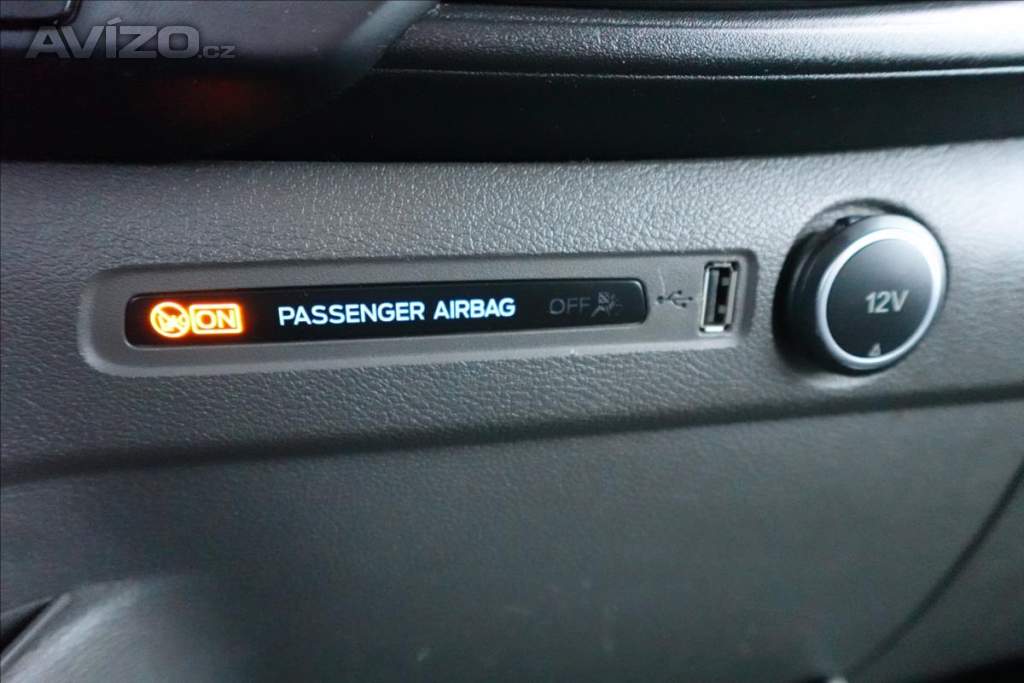 AVÍZO.cz
ON PASSENGER AIRBAG OFF
12V